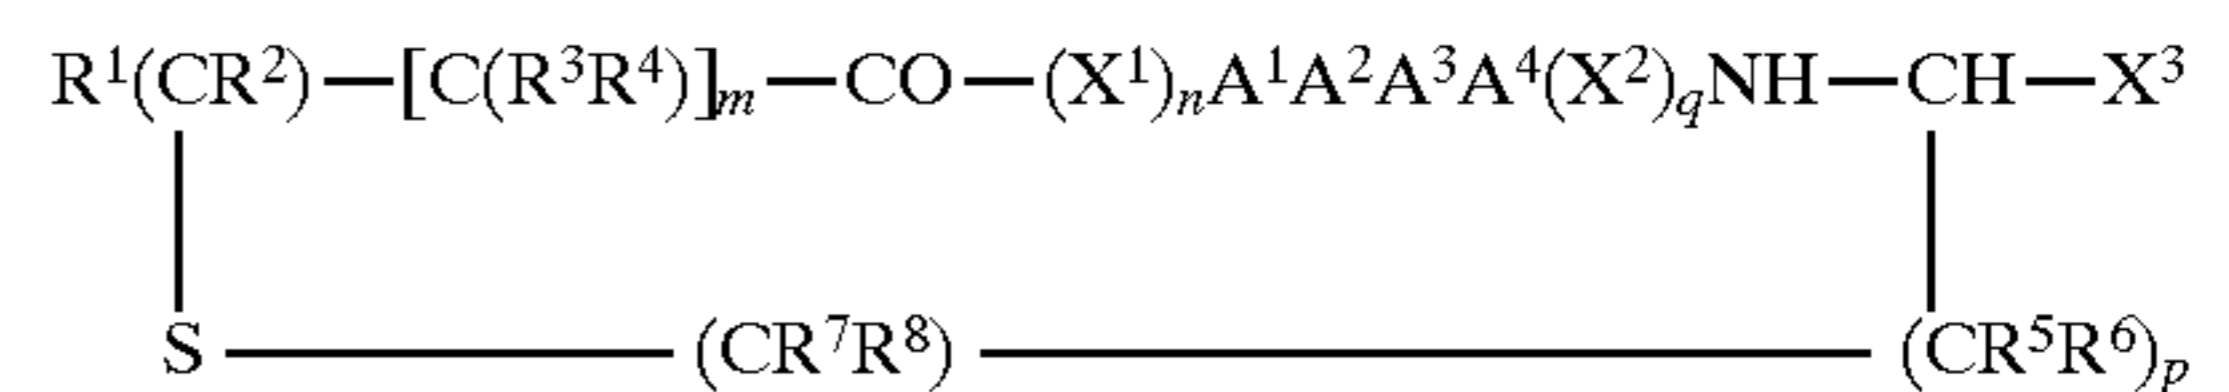 R¹(CR²)—[C(R³R⁴)]ₘ—CO—(X¹)ₙA¹A²A³A⁴(X²)qNH—CH—X³
S—(CR⁷R⁸)—(CR⁵R⁶)ₚ